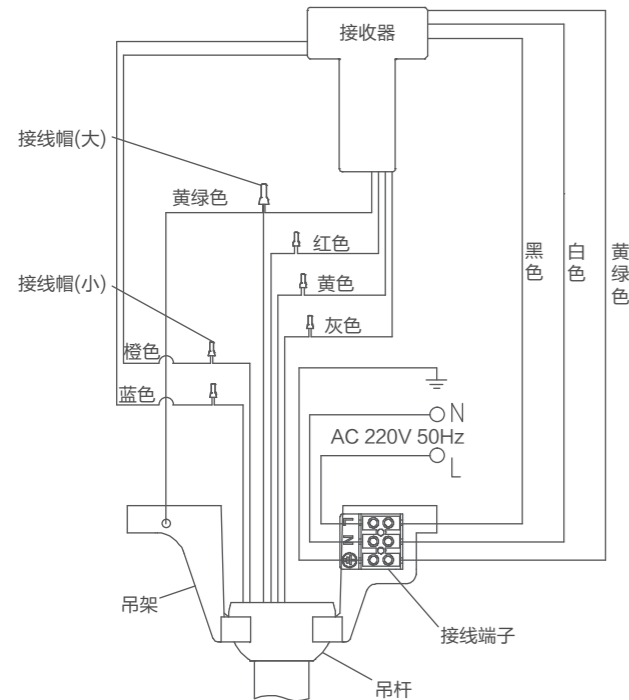 接收器
接线帽(大)
黄绿色
红色
黑色
白色
黄绿色
接线帽(小)
黄色
灰色
橙色
蓝色
N
AC 220V 50Hz
L
L
N
吊架
接线端子
吊杆